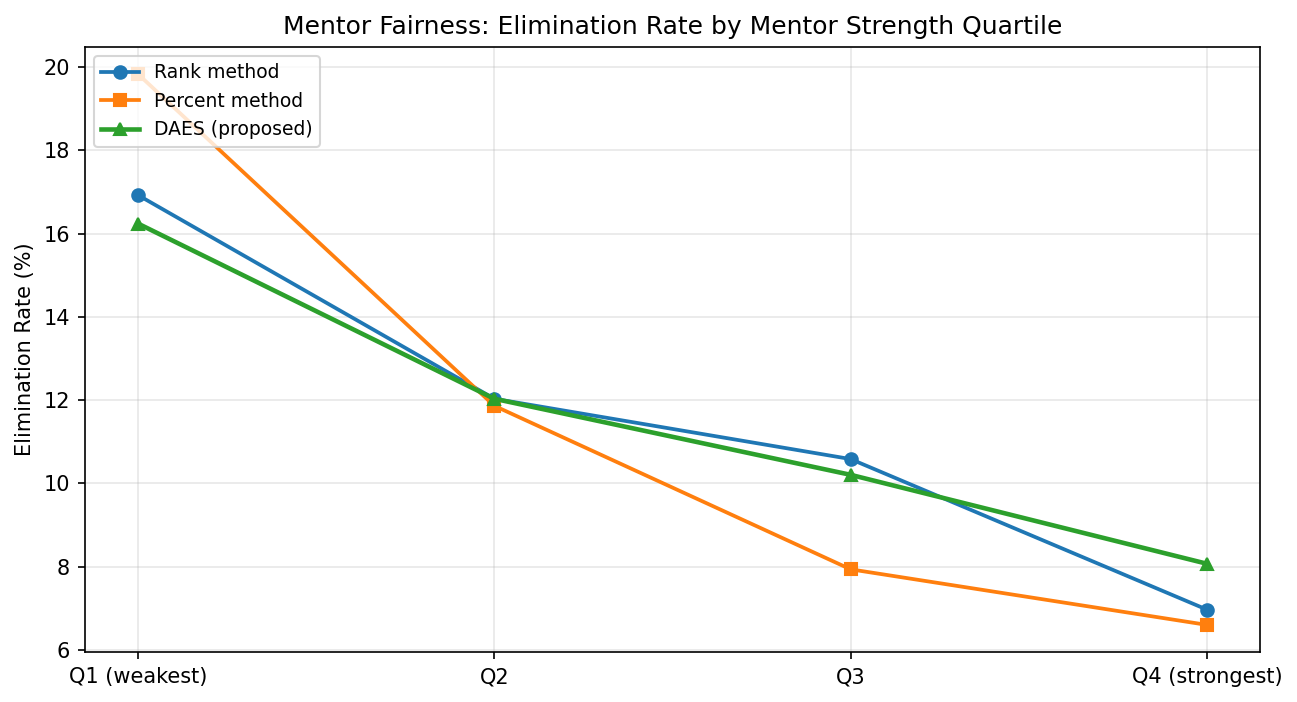 Mentor Fairness: Elimination Rate by Mentor Strength Quartile
Rank method
Percent method
DAES (proposed)
Elimination Rate (%)
20
18
16
14
12
10
8
6
Q1 (weakest)
Q2
Q3
Q4 (strongest)